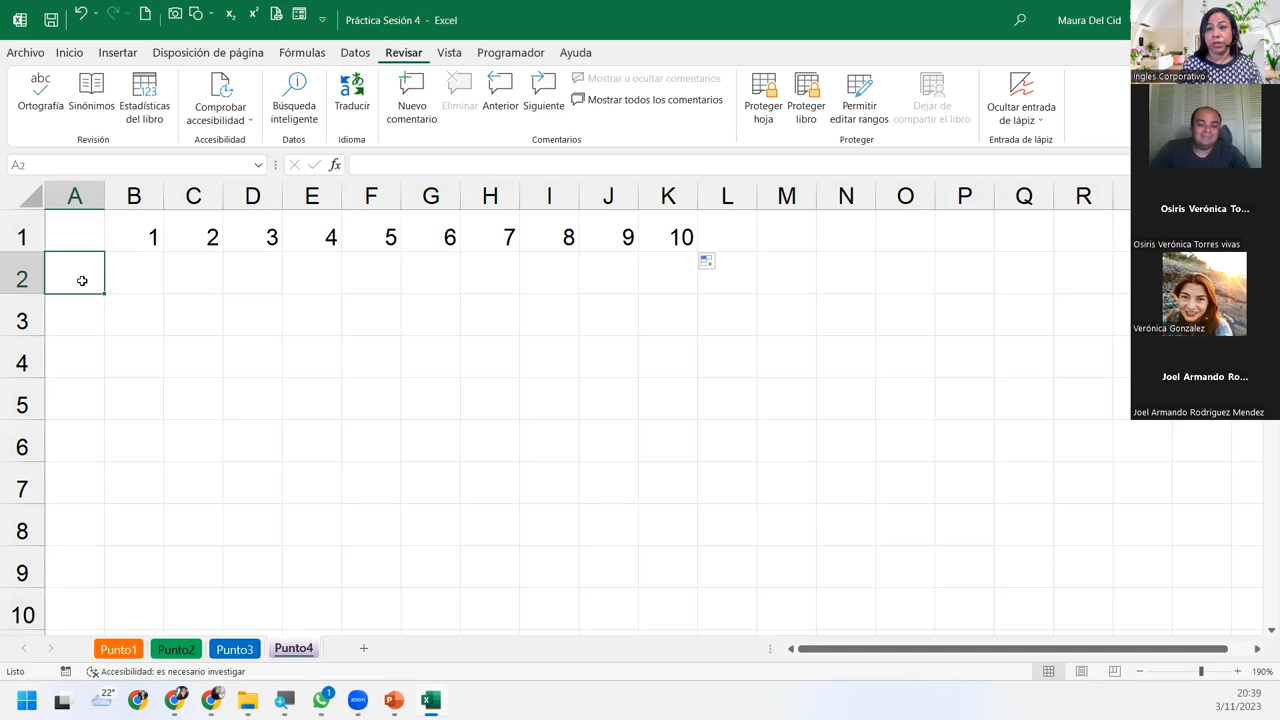 Práctica Sesión 4 - Excel
Maura Del Cid
Archivo Inicio Insertar Disposición de página Fórmulas Datos Revisar Vista Programador Ayuda
abc
Ortografía
Sinónimos
Estadísticas
del libro
Revisión
Comprobar
accesibilidad
Accesibilidad
Búsqueda
inteligente
Datos
Traducir
Idioma
Nuevo
comentario
Eliminar
Anterior
Siguiente
Mostrar u ocultar comentarios
Mostrar todos los comentarios
Comentarios
Proteger
hoja
Proteger
libro
Permitir
editar rangos
Dejar de
compartir el libro
Proteger
Ocultar entrada
de lápiz
Entrada de lápiz
A2
fx
A B C D E F G H I J K L M N O P Q R
1 1 2 3 4 5 6 7 8 9 10
2
3
4
5
6
7
8
9
10
Ingles Corporativo
Osiris Verónica To...
Osiris Verónica Torres vivas
Verónica Gonzalez
Joel Armando Ro...
Joel Armando Rodriguez Mendez
Punto1 Punto2 Punto3 Punto4
Listo
Accesibilidad: es necesario investigar
190%
22°
1
zoom
20:39
3/11/2023